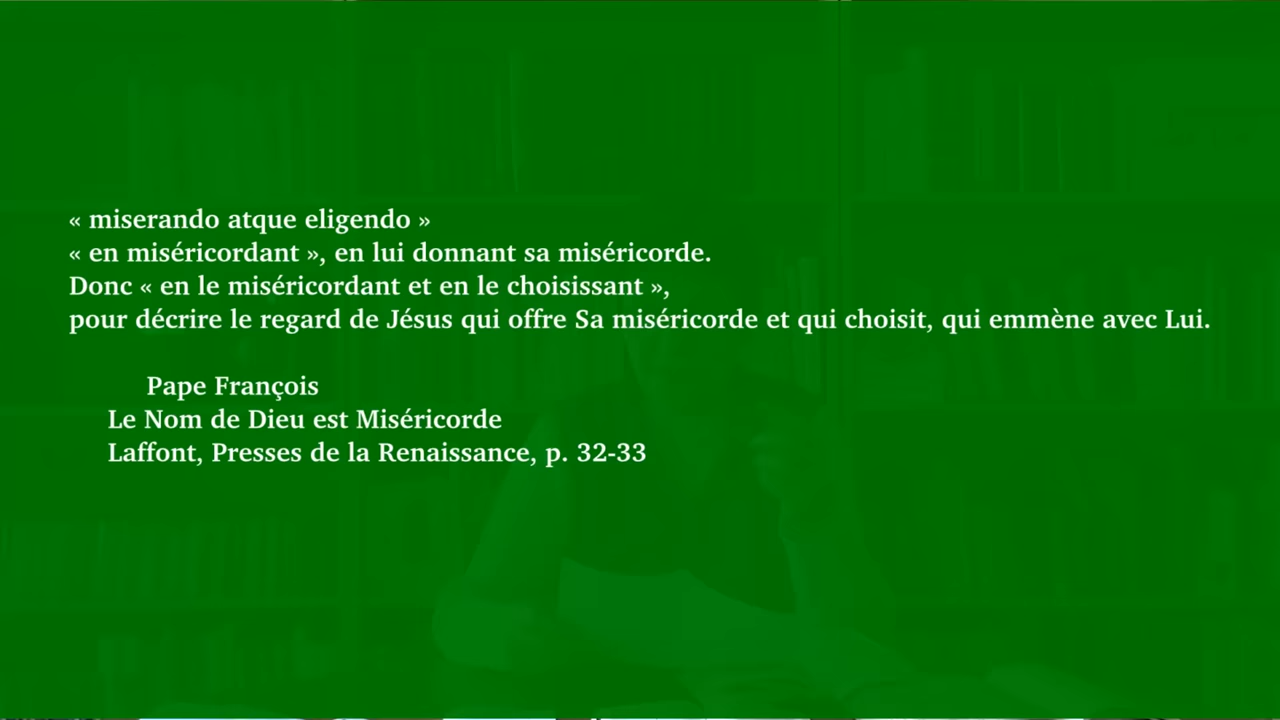 « miserando atque eligendo »
« en miséricordant », en lui donnant sa miséricorde.
Donc « en le miséricordant et en le choisissant »,
pour décrire le regard de Jésus qui offre Sa miséricorde et qui choisit, qui emmène avec Lui.
Pape François
Le Nom de Dieu est Miséricorde
Laffont, Presses de la Renaissance, p. 32-33